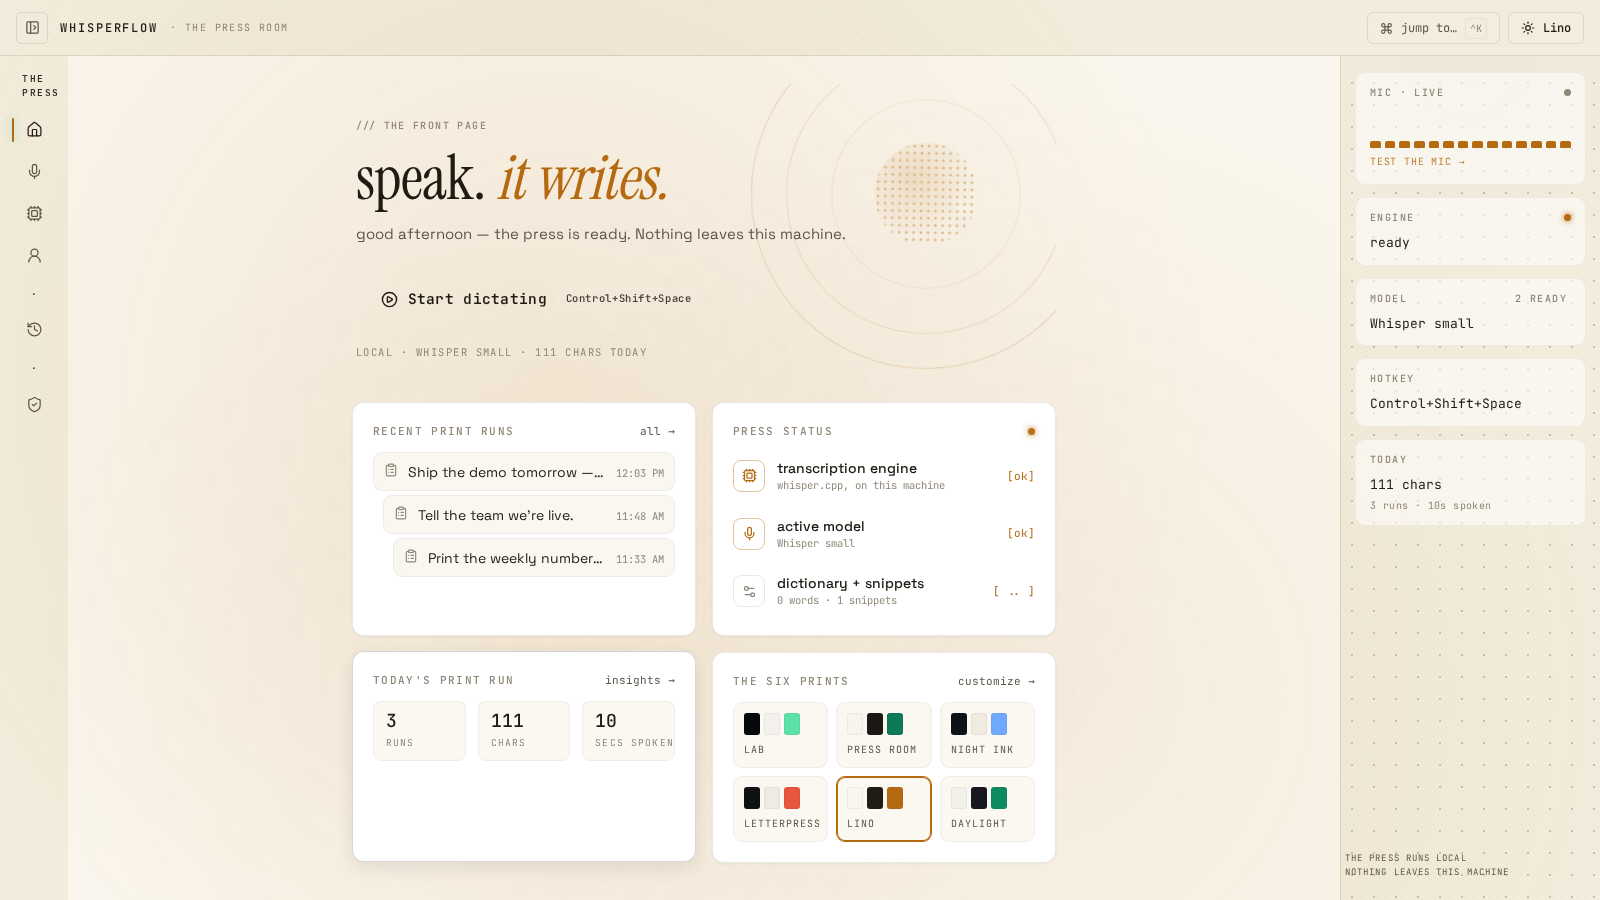 WHISPERFLOW · THE PRESS ROOM
jump to… ^K
Lino
THE
PRESS
/// THE FRONT PAGE
speak. it writes.
good afternoon — the press is ready. Nothing leaves this machine.
Start dictating Control+Shift+Space
LOCAL · WHISPER SMALL · 111 CHARS TODAY
RECENT PRINT RUNS all →
Ship the demo tomorrow —… 12:03 PM
Tell the team we're live. 11:48 AM
Print the weekly number… 11:33 AM
PRESS STATUS
transcription engine [ok]
whisper.cpp, on this machine
active model [ok]
Whisper small
dictionary + snippets [ .. ]
0 words · 1 snippets
TODAY'S PRINT RUN insights →
3
RUNS
111
CHARS
10
SECS SPOKEN
THE SIX PRINTS customize →
LAB
PRESS ROOM
NIGHT INK
LETTERPRESS
LINO
DAYLIGHT
MIC · LIVE
TEST THE MIC →
ENGINE
ready
MODEL 2 READY
Whisper small
HOTKEY
Control+Shift+Space
TODAY
111 chars
3 runs · 10s spoken
THE PRESS RUNS LOCAL
NOTHING LEAVES THIS MACHINE